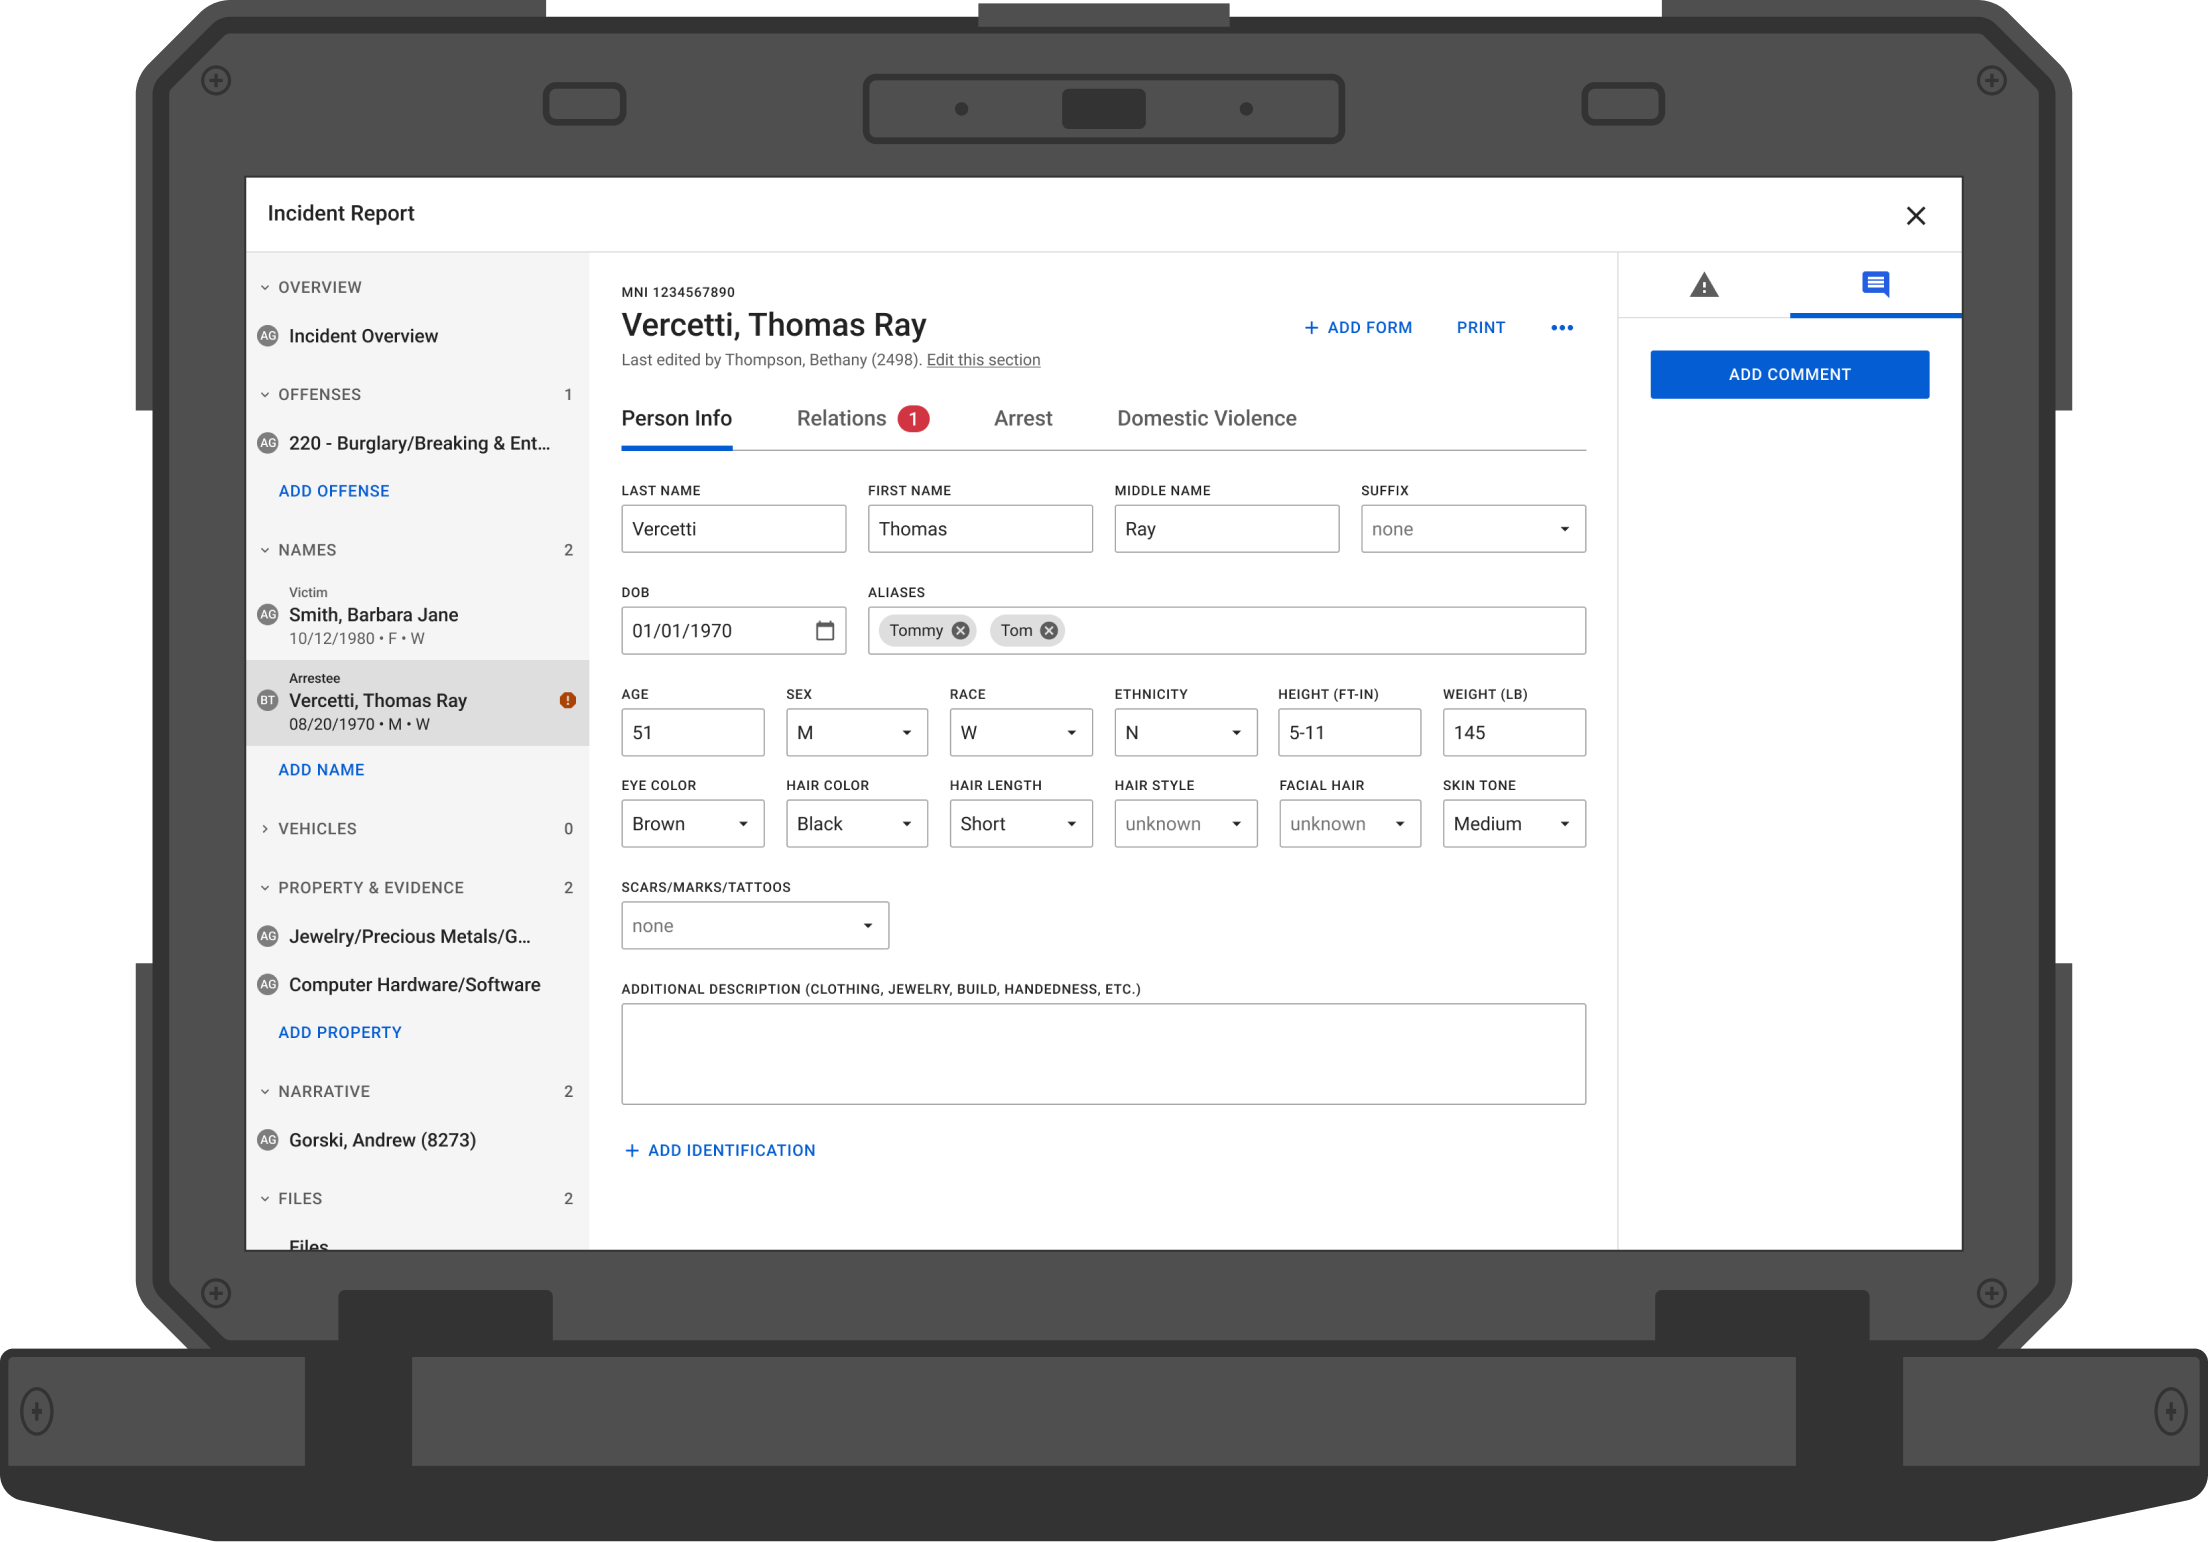 Incident Report
OVERVIEW
AG Incident Overview
OFFENSES 1
AG 220 - Burglary/Breaking & Ent...
ADD OFFENSE
NAMES 2
Victim
AG Smith, Barbara Jane
10/12/1980 • F • W
Arrestee
BT Vercetti, Thomas Ray
08/20/1970 • M • W
ADD NAME
VEHICLES 0
PROPERTY & EVIDENCE 2
AG Jewelry/Precious Metals/G...
AG Computer Hardware/Software
ADD PROPERTY
NARRATIVE 2
AG Gorski, Andrew (8273)
FILES 2
Files
MNI 1234567890
Vercetti, Thomas Ray
+ ADD FORM PRINT
Last edited by Thompson, Bethany (2498). Edit this section
Person Info Relations 1 Arrest Domestic Violence
LAST NAME FIRST NAME MIDDLE NAME SUFFIX
Vercetti Thomas Ray none
DOB ALIASES
01/01/1970 Tommy Tom
AGE SEX RACE ETHNICITY HEIGHT (FT-IN) WEIGHT (LB)
51 M W N 5-11 145
EYE COLOR HAIR COLOR HAIR LENGTH HAIR STYLE FACIAL HAIR SKIN TONE
Brown Black Short unknown unknown Medium
SCARS/MARKS/TATTOOS
none
ADDITIONAL DESCRIPTION (CLOTHING, JEWELRY, BUILD, HANDEDNESS, ETC.)
+ ADD IDENTIFICATION
ADD COMMENT